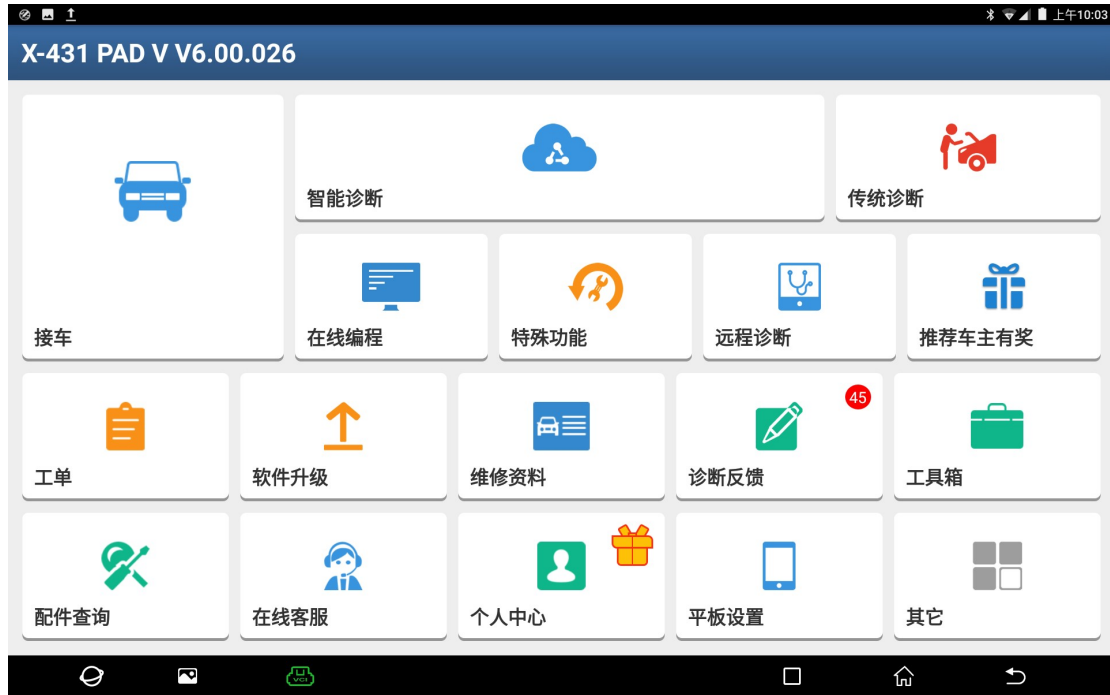 上午10:03
X-431 PAD V V6.00.026
智能诊断
传统诊断
接车
在线编程
特殊功能
远程诊断
推荐车主有奖
45
工单
软件升级
维修资料
诊断反馈
工具箱
配件查询
在线客服
个人中心
平板设置
其它
VCI